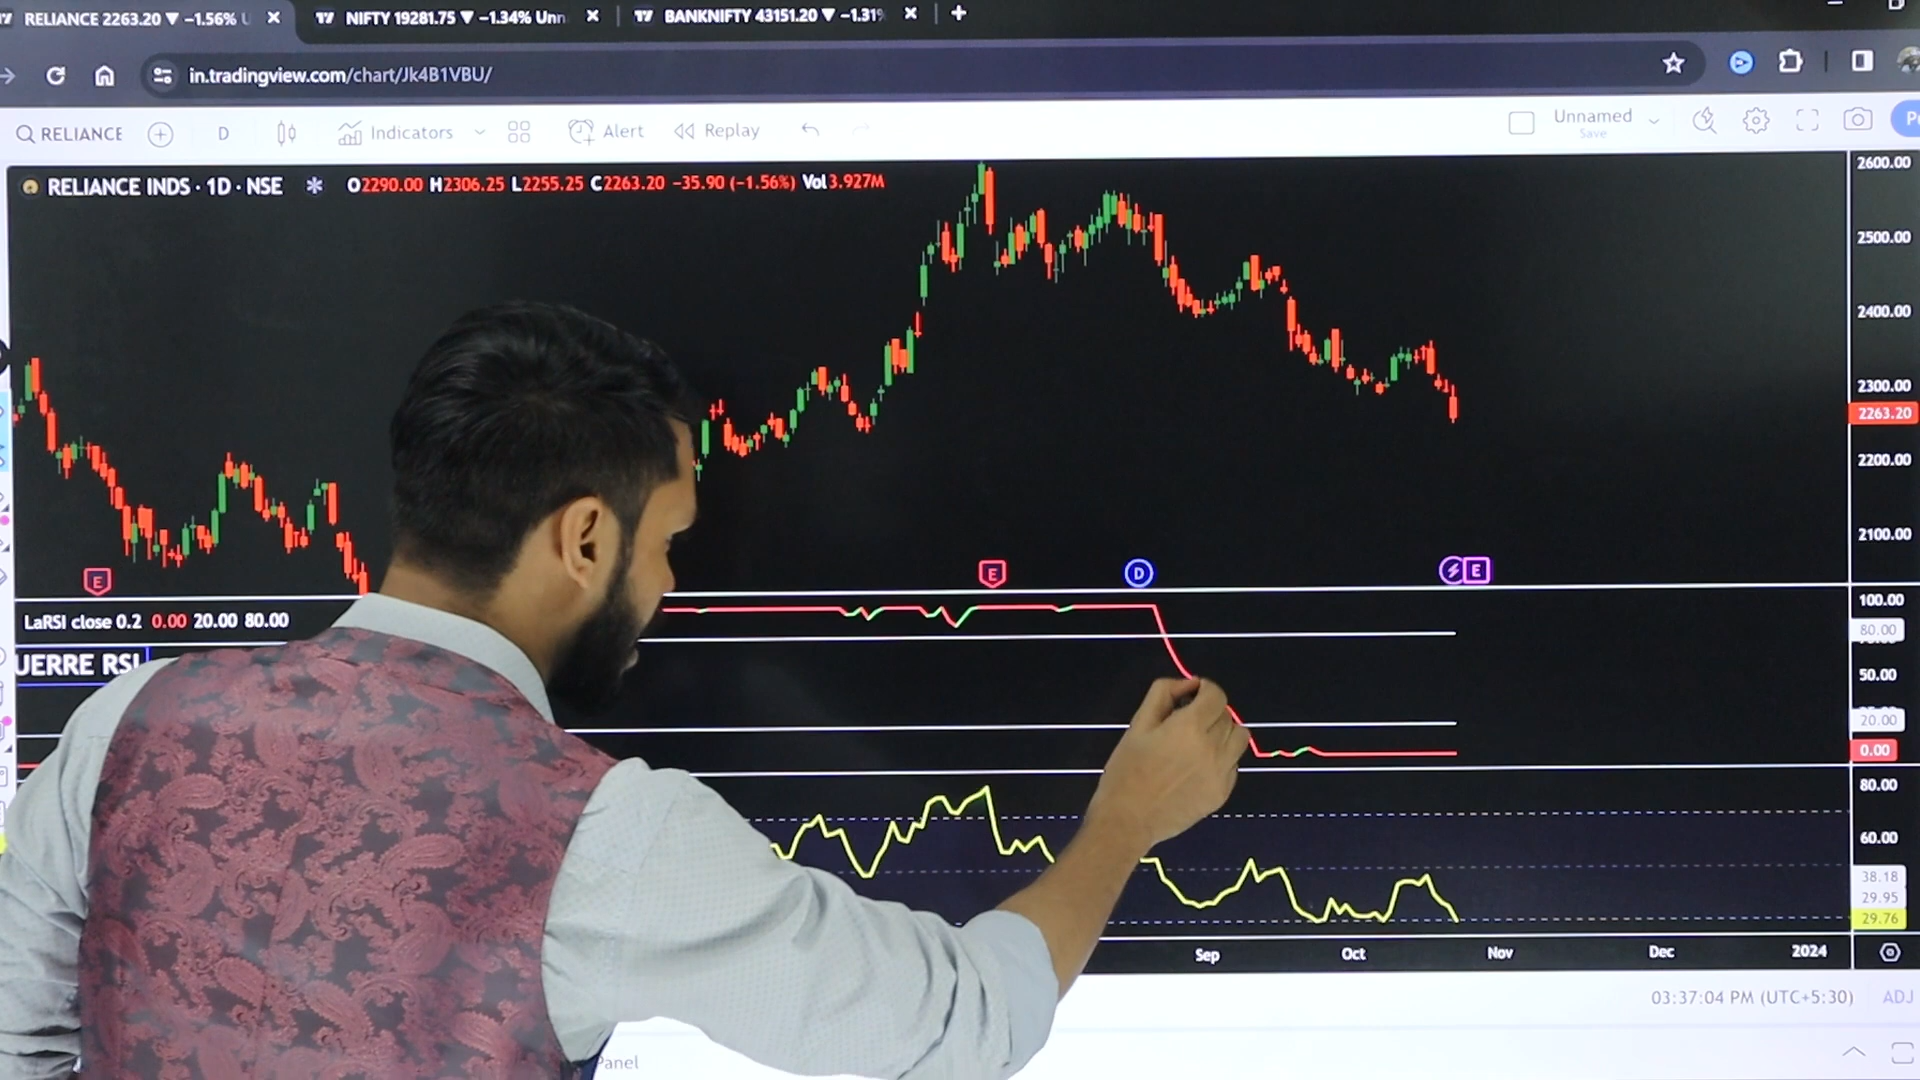 RELIANCE 2263.20 ▼ −1.56% U
NIFTY 19281.75 ▼ −1.34% Unn
BANKNIFTY 43151.20 ▼ −1.31%
in.tradingview.com/chart/Jk4B1VBU/
RELIANCE
D
Indicators
Alert
Replay
Unnamed
Save
RELIANCE INDS · 1D · NSE
O2290.00 H2306.25 L2255.25 C2263.20 −35.90 (−1.56%) Vol3.927M
2600.00
2500.00
2400.00
2300.00
2263.20
2200.00
2100.00
E
E
D
E
LaRSI close 0.2 0.00 20.00 80.00
UERRE RSI
100.00
80.00
50.00
20.00
0.00
80.00
60.00
38.18
29.95
29.76
Sep
Oct
Nov
Dec
2024
03:37:04 PM (UTC+5:30)
ADJ
Panel